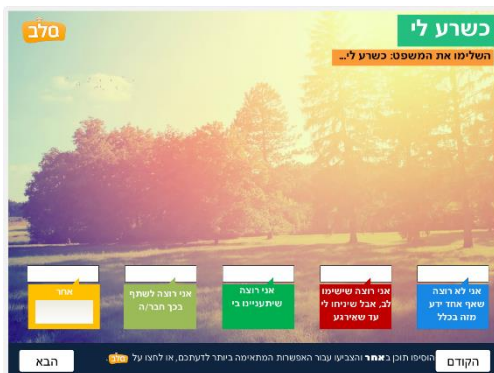 סלב
כשרע לי
השלימו את המשפט: כשרע לי...
אני לא רוצה
שאף אחד ידע
מזה בכלל
אני רוצה שישימו
לב, אבל שיניחו לי
עד שאירגע
אני רוצה
שיתעניינו בי
אני רוצה לשתף
בכך חבר/ה
אחר
הקודם
הוסיפו תוכן באחר והצביעו עבור האפשרות המתאימה ביותר לדעתכם, או לחצו על סלב.
הבא